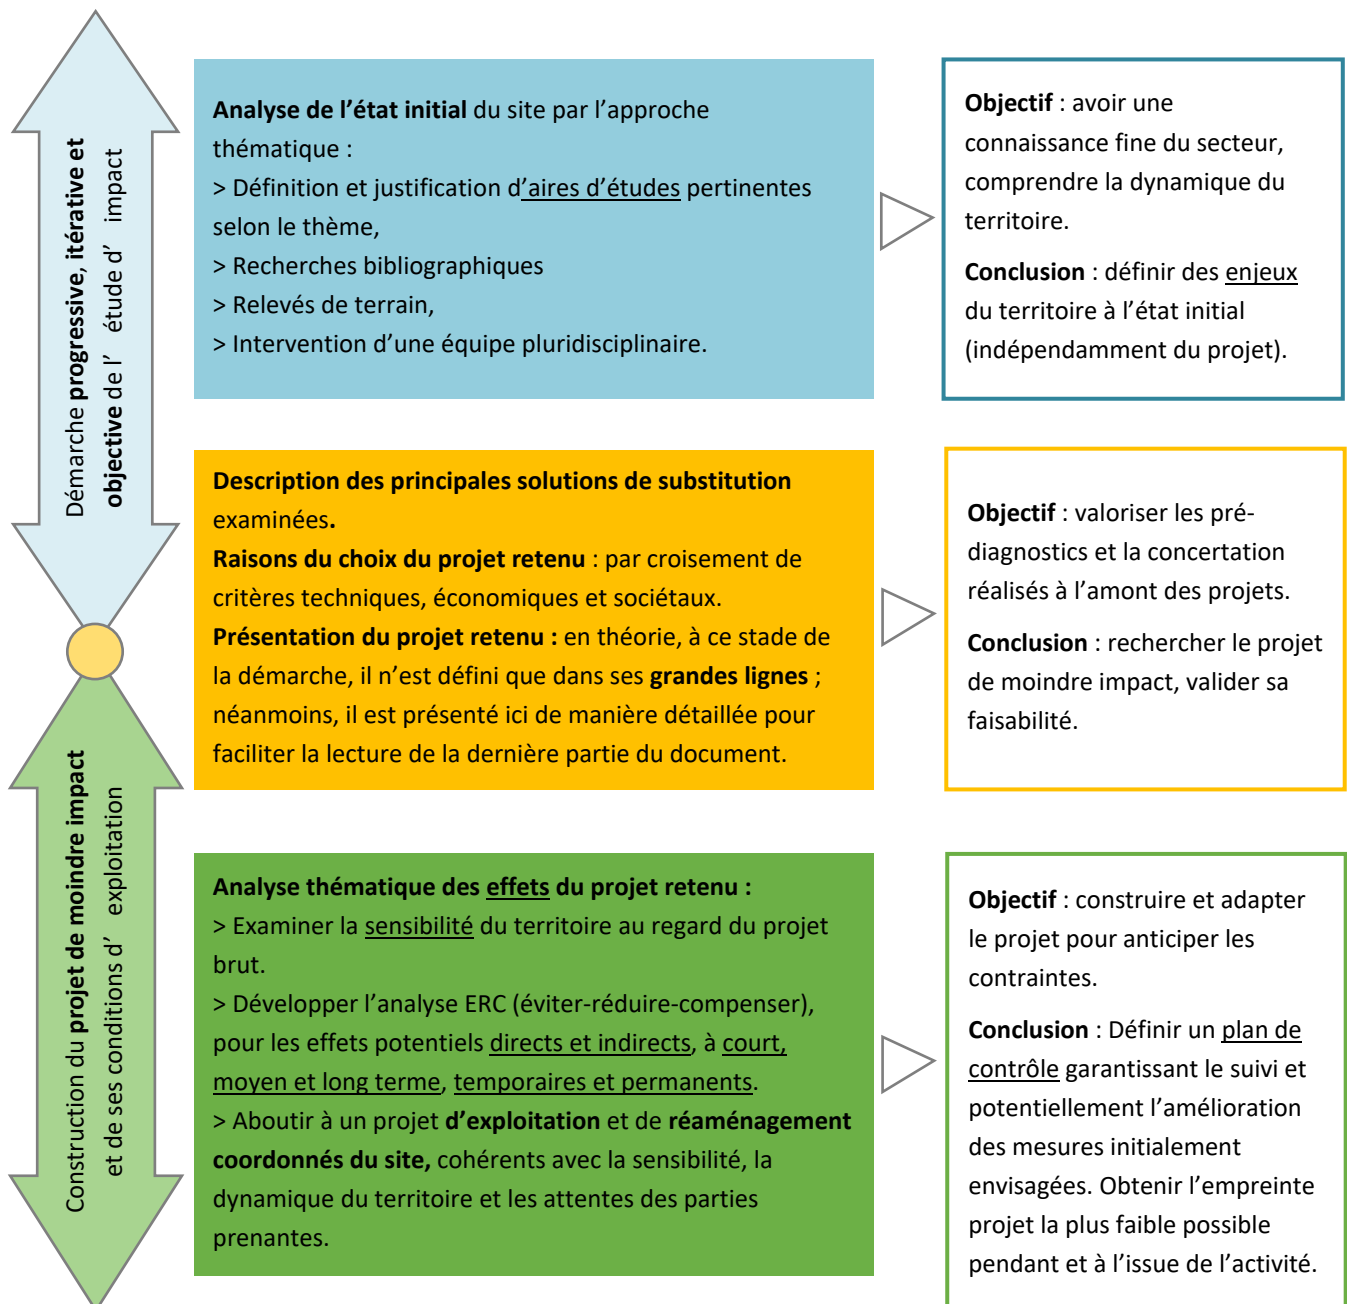 Démarche progressive, itérative et
objective de l’ étude d’ impact
Analyse de l’état initial du site par l’approche
thématique :
> Définition et justification d’aires d’études pertinentes
selon le thème,
> Recherches bibliographiques
> Relevés de terrain,
> Intervention d’une équipe pluridisciplinaire.
Objectif : avoir une
connaissance fine du secteur,
comprendre la dynamique du
territoire.
Conclusion : définir des enjeux
du territoire à l’état initial
(indépendamment du projet).
Description des principales solutions de substitution
examinées.
Raisons du choix du projet retenu : par croisement de
critères techniques, économiques et sociétaux.
Présentation du projet retenu : en théorie, à ce stade de
la démarche, il n’est défini que dans ses grandes lignes ;
néanmoins, il est présenté ici de manière détaillée pour
faciliter la lecture de la dernière partie du document.
Objectif : valoriser les pré-
diagnostics et la concertation
réalisés à l’amont des projets.
Conclusion : rechercher le projet
de moindre impact, valider sa
faisabilité.
Construction du projet de moindre impact
et de ses conditions d’ exploitation
Analyse thématique des effets du projet retenu :
> Examiner la sensibilité du territoire au regard du projet
brut.
> Développer l’analyse ERC (éviter-réduire-compenser),
pour les effets potentiels directs et indirects, à court,
moyen et long terme, temporaires et permanents.
> Aboutir à un projet d’exploitation et de réaménagement
coordonnés du site, cohérents avec la sensibilité, la
dynamique du territoire et les attentes des parties
prenantes.
Objectif : construire et adapter
le projet pour anticiper les
contraintes.
Conclusion : Définir un plan de
contrôle garantissant le suivi et
potentiellement l’amélioration
des mesures initialement
envisagées. Obtenir l’empreinte
projet la plus faible possible
pendant et à l’issue de l’activité.